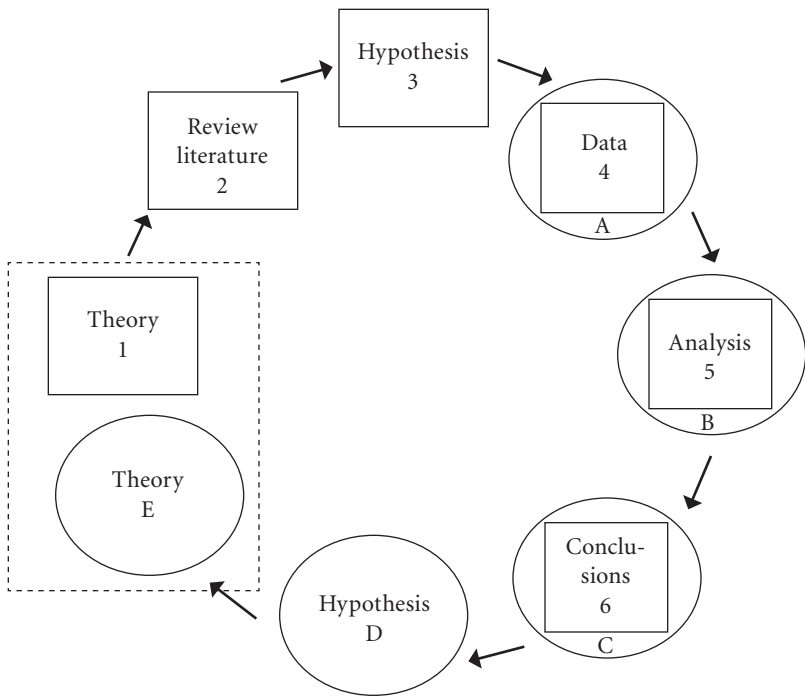 Hypothesis
3
Review
literature
2
Data
4
A
Theory
1
Analysis
5
B
Theory
E
Conclu-
sions
6
C
Hypothesis
D